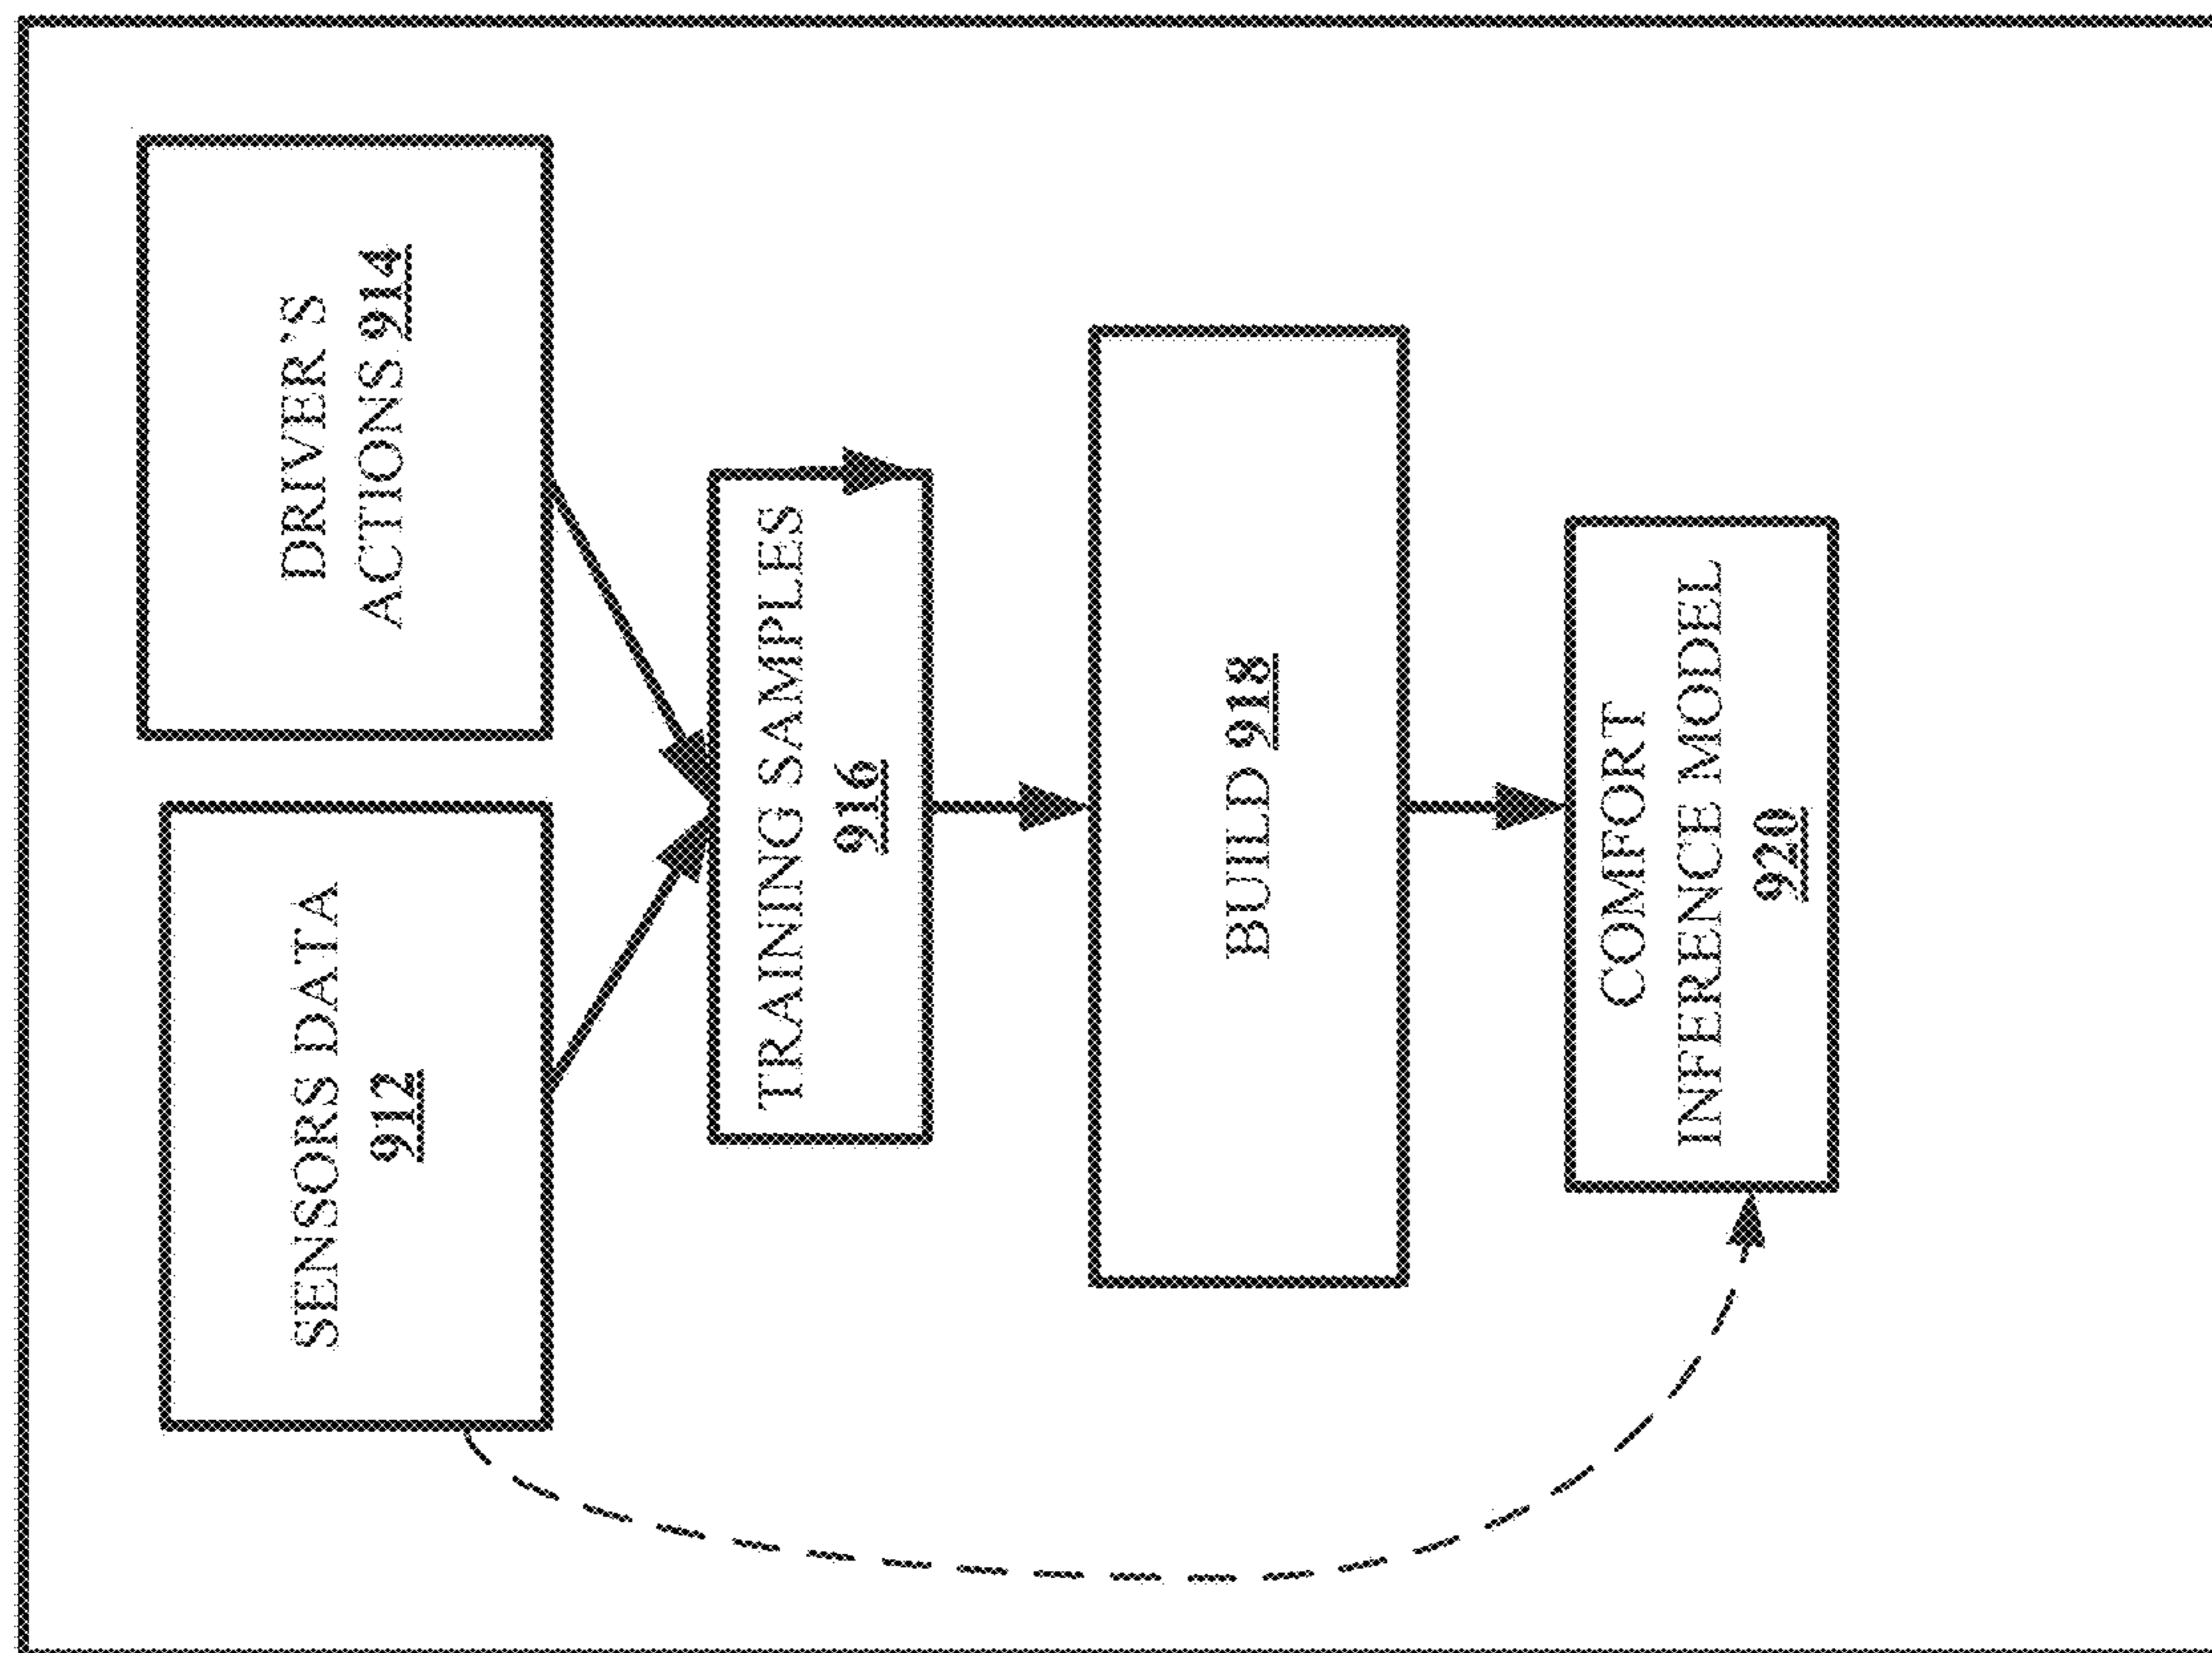 SENSORS DATA
912
DRIVER'S
ACTIONS 914
TRAINING SAMPLES
916
BUILD 918
COMFORT
INFERENCE MODEL
920